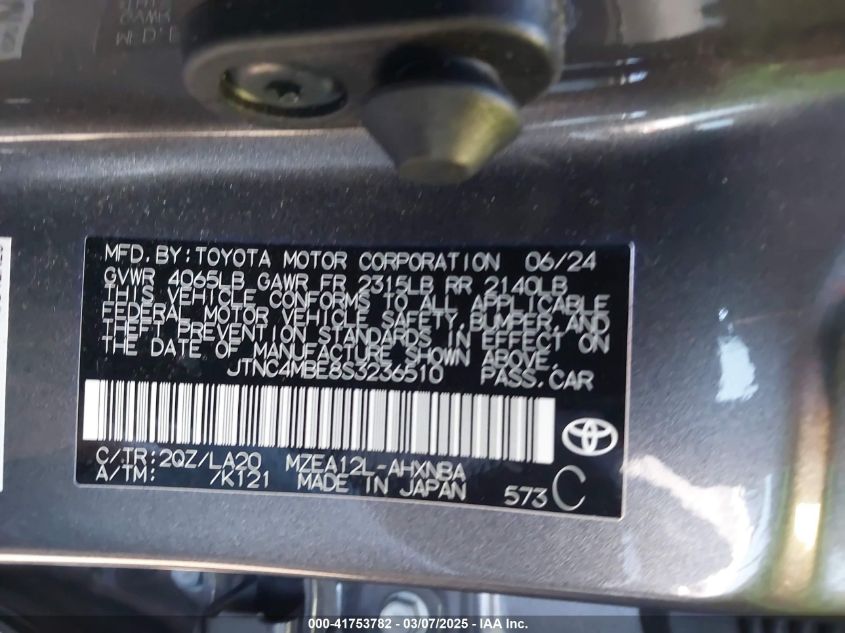 MFD. BY: TOYOTA MOTOR CORPORATION 06/24
GVWR 4065LB GAWR FR 2315LB RR 2140LB
THIS VEHICLE CONFORMS TO ALL APPLICABLE
FEDERAL MOTOR VEHICLE SAFETY, BUMPER, AND
THEFT PREVENTION STANDARDS IN EFFECT ON
THE DATE OF MANUFACTURE SHOWN ABOVE.
JTNC4MBE8S3236510 PASS. CAR
C/TR: 2QZ/LA20 MZEA12L-AHXNBA
A/TM: /K121 MADE IN JAPAN 573 C
000-41753782 - 03/07/2025 - IAA Inc.